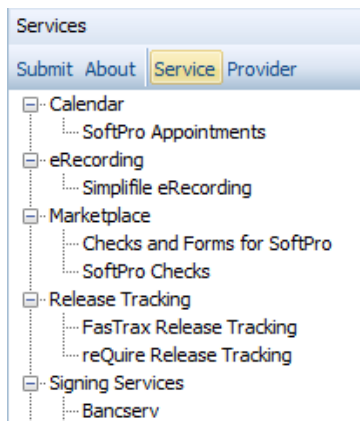 Services
Submit About Service Provider
Calendar
SoftPro Appointments
eRecording
Simplifile eRecording
Marketplace
Checks and Forms for SoftPro
SoftPro Checks
Release Tracking
FasTrax Release Tracking
reQuire Release Tracking
Signing Services
Bancserv